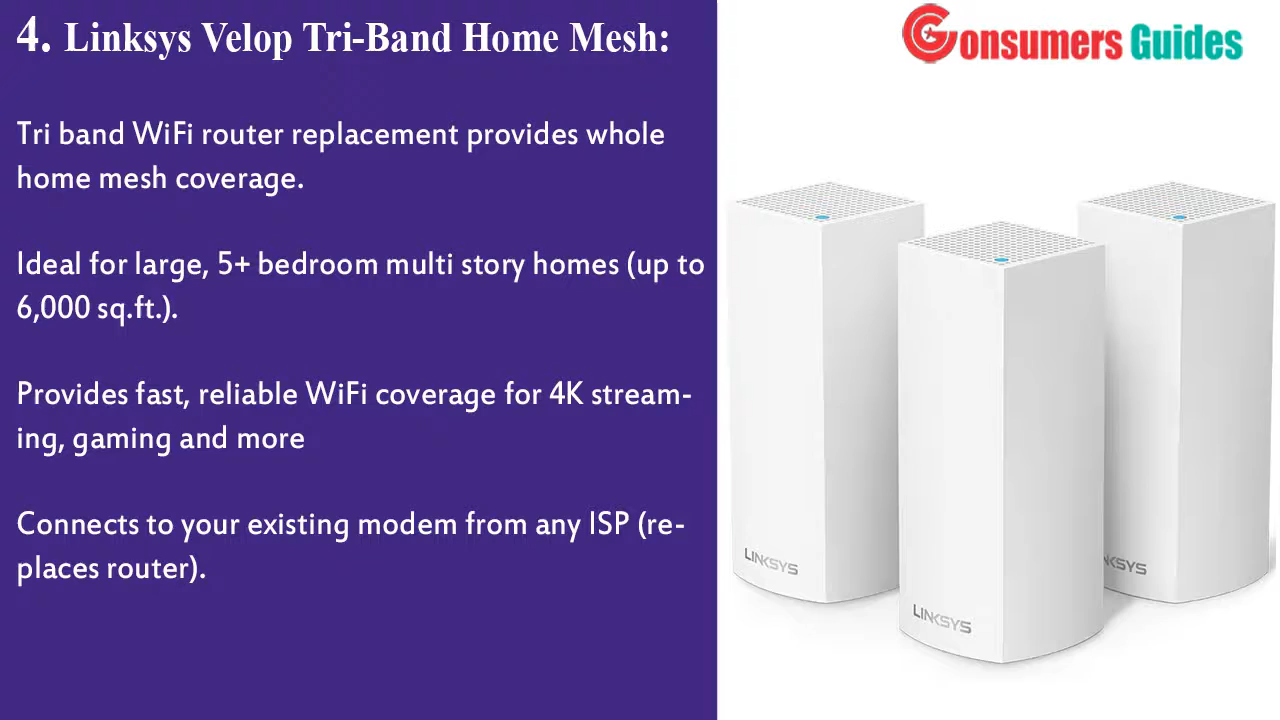 4. Linksys Velop Tri-Band Home Mesh:
Consumers Guides
Tri band WiFi router replacement provides whole
home mesh coverage.
Ideal for large, 5+ bedroom multi story homes (up to
6,000 sq.ft.).
Provides fast, reliable WiFi coverage for 4K stream-
ing, gaming and more
Connects to your existing modem from any ISP (re-
places router).
LINKSYS
LINKSYS
KSYS